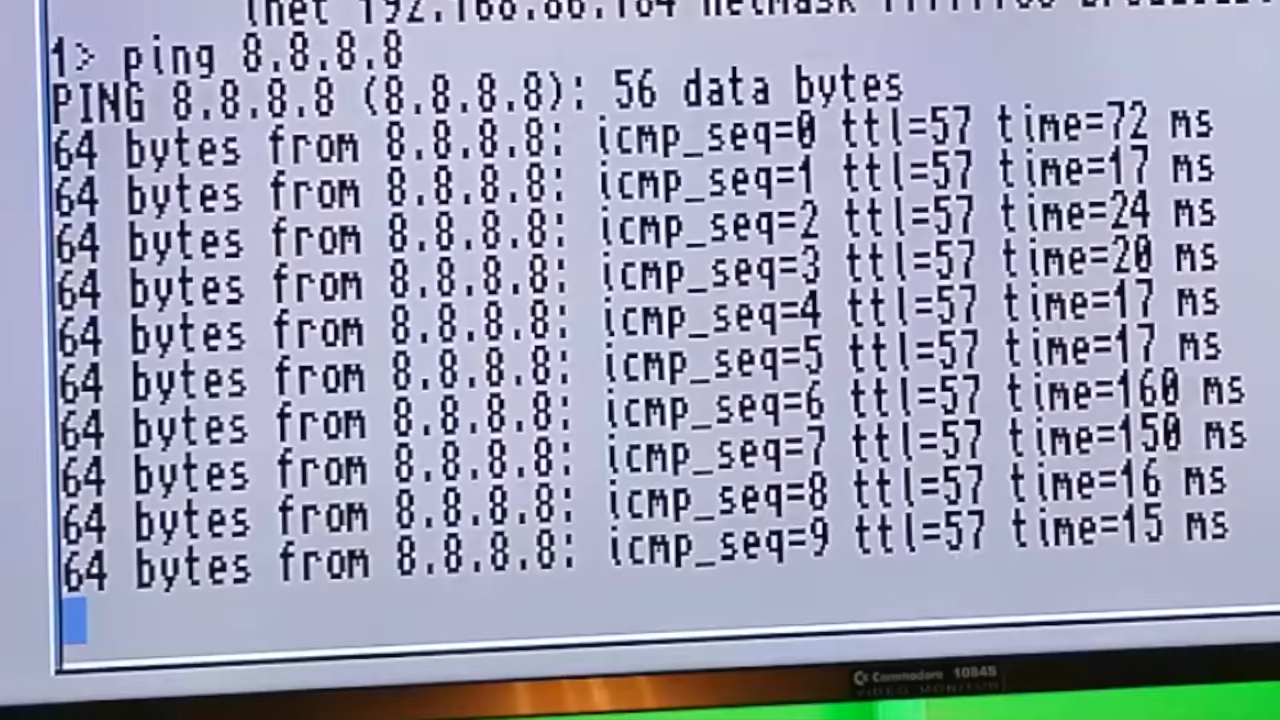 inet 192.168.86.184 netmask
1> ping 8.8.8.8
PING 8.8.8.8 (8.8.8.8): 56 data bytes
64 bytes from 8.8.8.8: icmp_seq=0 ttl=57 time=72 ms
64 bytes from 8.8.8.8: icmp_seq=1 ttl=57 time=17 ms
64 bytes from 8.8.8.8: icmp_seq=2 ttl=57 time=24 ms
64 bytes from 8.8.8.8: icmp_seq=3 ttl=57 time=20 ms
64 bytes from 8.8.8.8: icmp_seq=4 ttl=57 time=17 ms
64 bytes from 8.8.8.8: icmp_seq=5 ttl=57 time=17 ms
64 bytes from 8.8.8.8: icmp_seq=6 ttl=57 time=160 ms
64 bytes from 8.8.8.8: icmp_seq=7 ttl=57 time=150 ms
64 bytes from 8.8.8.8: icmp_seq=8 ttl=57 time=16 ms
64 bytes from 8.8.8.8: icmp_seq=9 ttl=57 time=15 ms
Commodore 1084S
VIDEO MONITOR